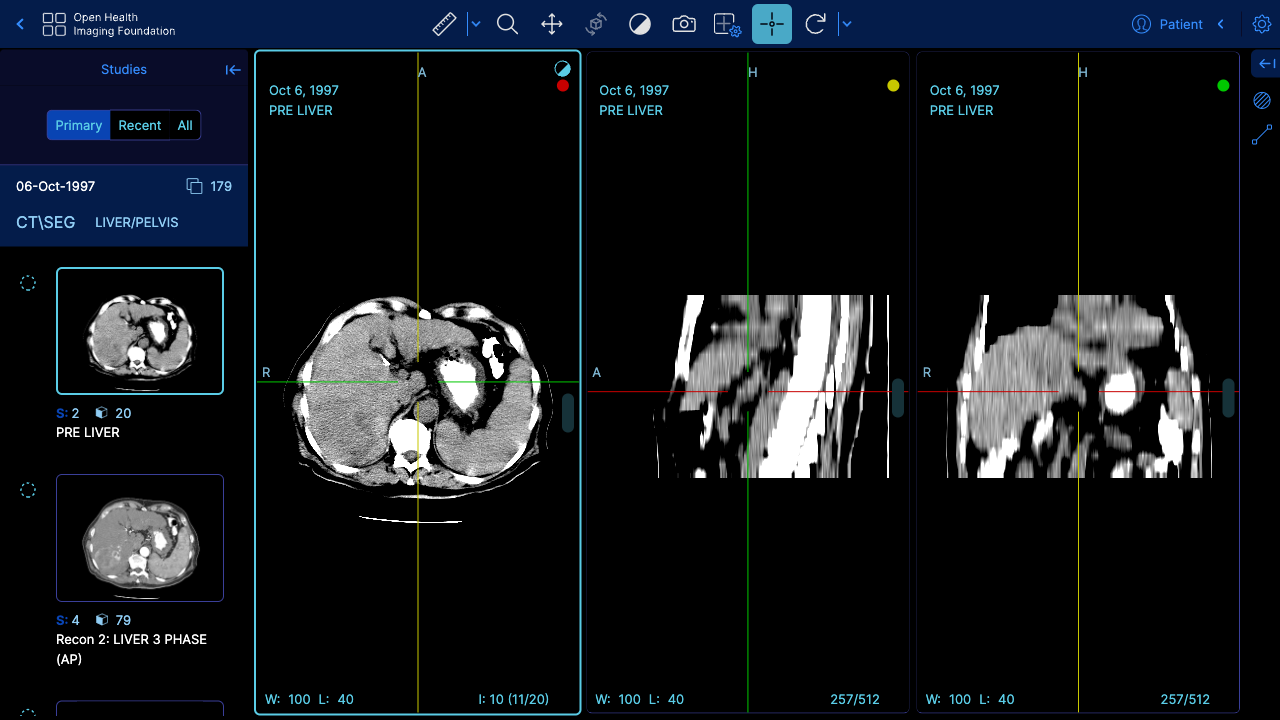 Open Health
Imaging Foundation
Patient
Studies
Primary Recent All
06-Oct-1997 179
CT\SEG LIVER/PELVIS
S: 2 20
PRE LIVER
S: 4 79
Recon 2: LIVER 3 PHASE
(AP)
A
Oct 6, 1997
PRE LIVER
R
W: 100 L: 40 I: 10 (11/20)
H
Oct 6, 1997
PRE LIVER
A
W: 100 L: 40 257/512
H
Oct 6, 1997
PRE LIVER
R
W: 100 L: 40 257/512